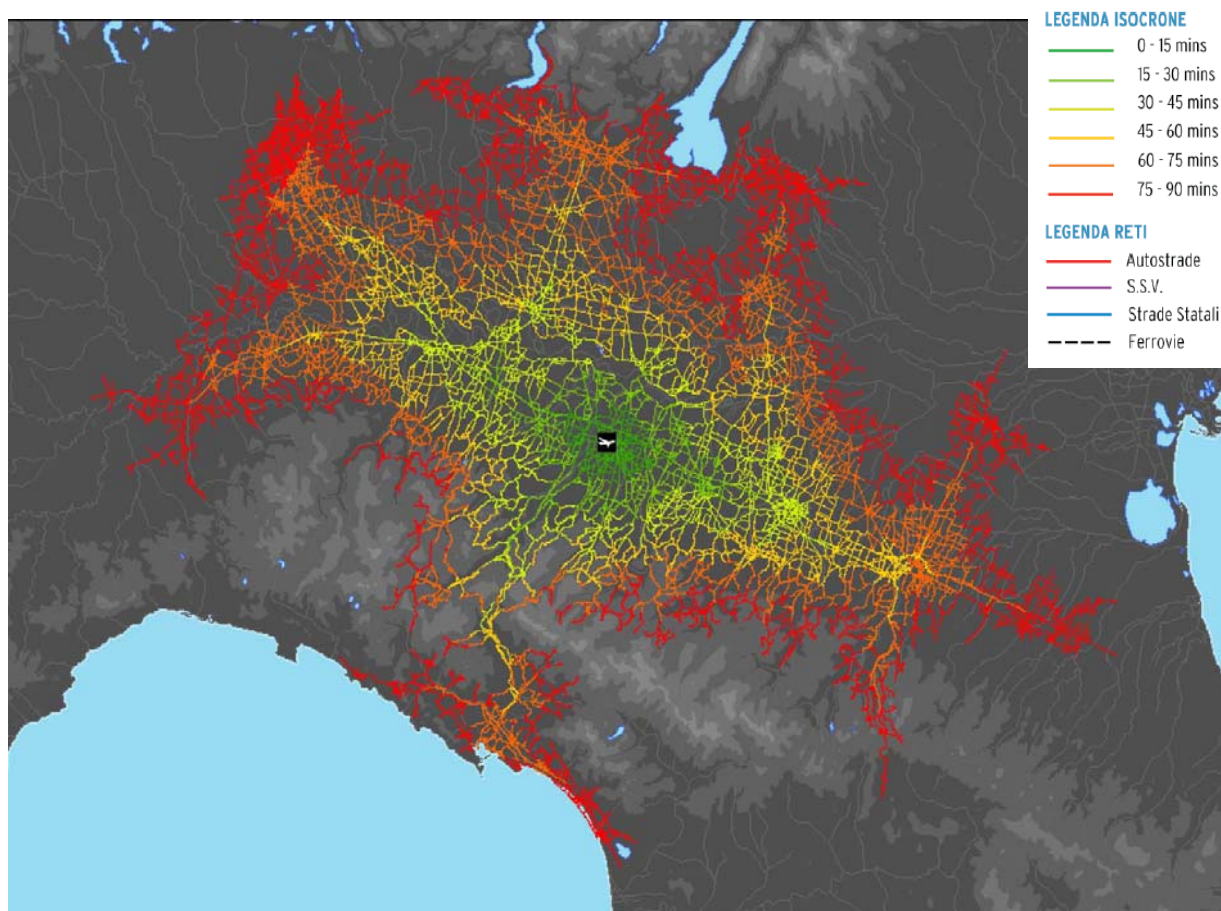 LEGENDA ISOCRONE
0 - 15 mins
15 - 30 mins
30 - 45 mins
45 - 60 mins
60 - 75 mins
75 - 90 mins
LEGENDA RETI
Autostrade
S.S.V.
Strade Statali
Ferrovie